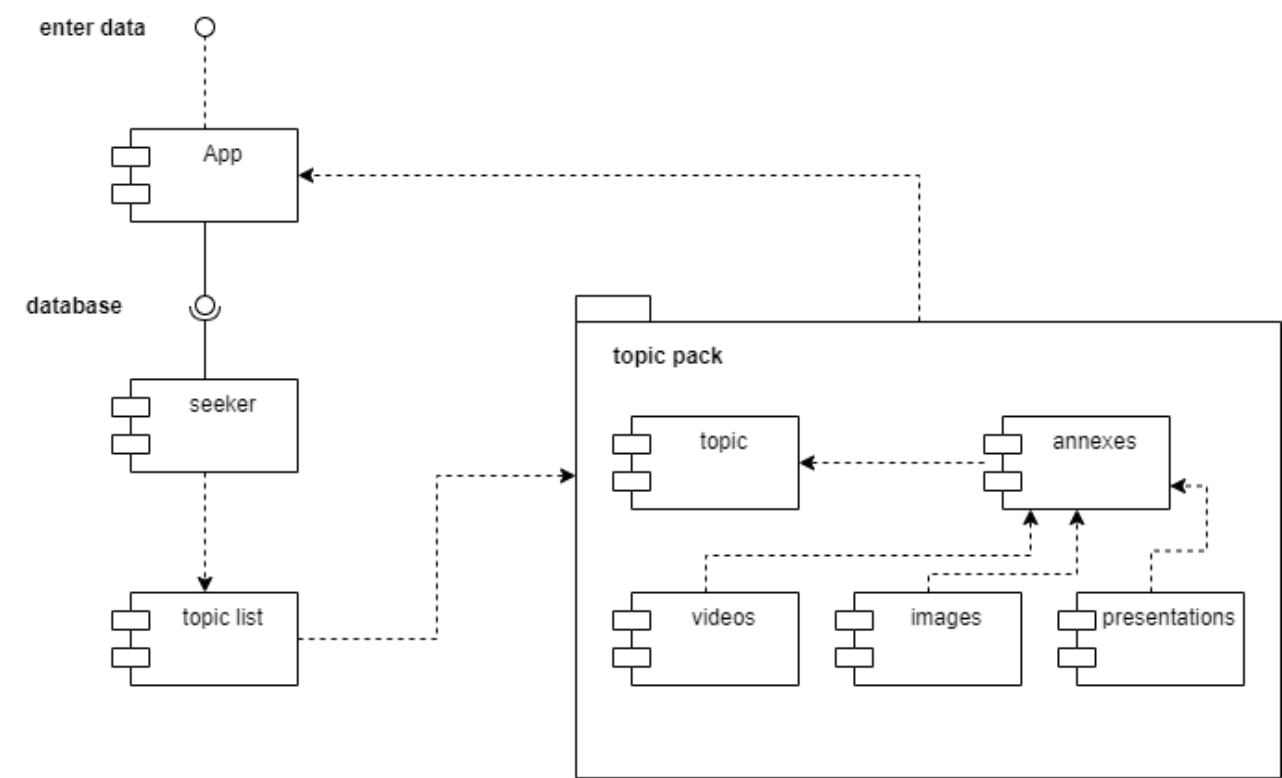 enter data
App
database
topic pack
seeker
topic
annexes
topic list
videos
images
presentations